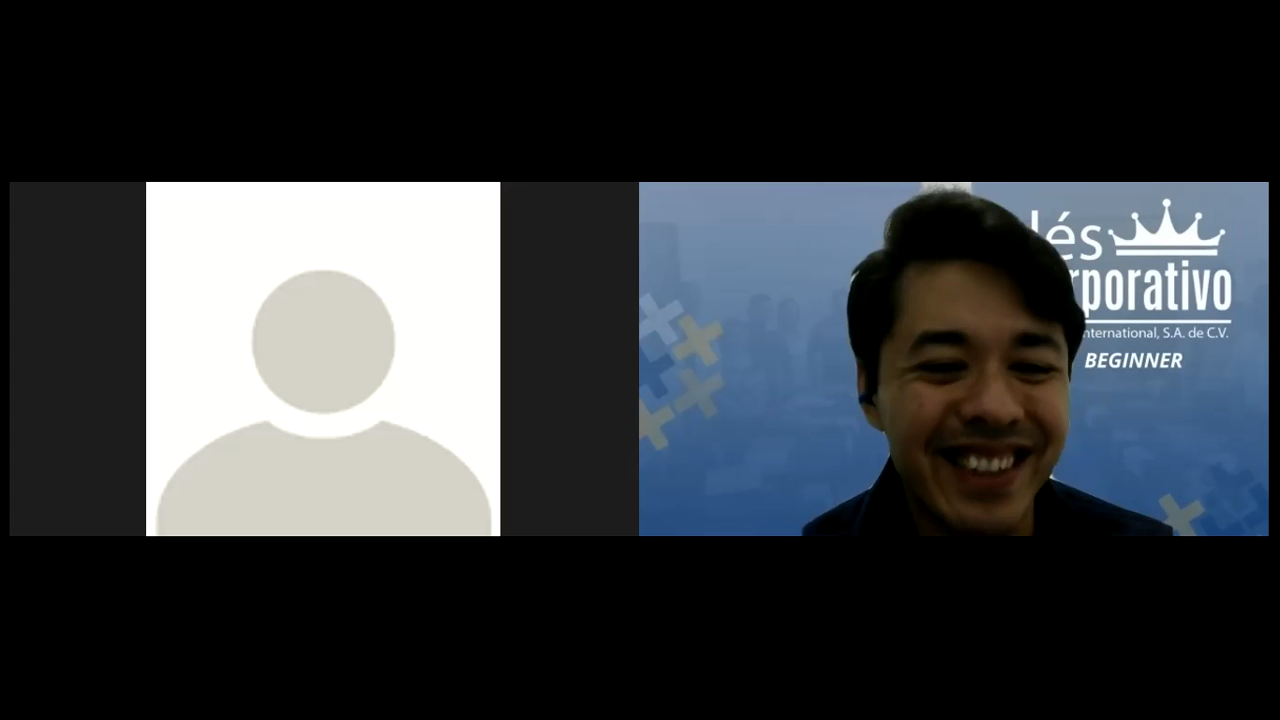 lés
rporativo
nternational, S.A. de C.V.
BEGINNER